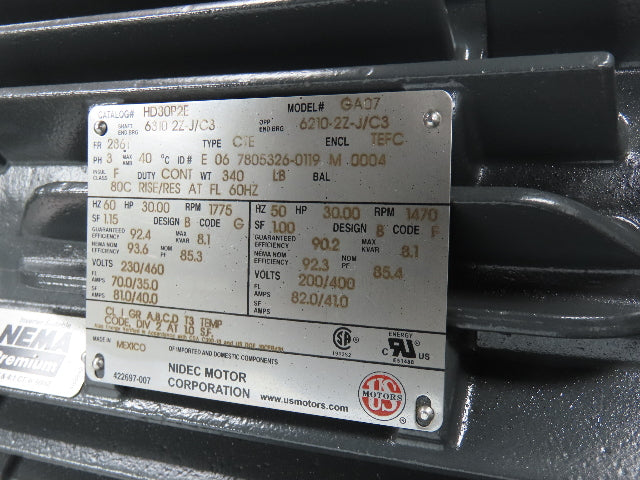 CATALOG# HD30P2E MODEL# GA37
SHAFT END BRG 6310 2Z-J/C3 OPP END BRG 6210-2Z-J/C3
FR 286T TYPE CTE ENCL TEFC
PH 3 MAX AMB 40 °C ID# E 06 7805326-0119 M 0004
INSUL CLASS F DUTY CONT WT 340 LB BAL
80C RISE/RES AT FL 60HZ
HZ 60 HP 30.00 RPM 1775
SF 1.15 DESIGN B CODE G
GUARANTEED EFFICIENCY 92.4 MAX KVAR 8.1
NEMA NOM EFFICIENCY 93.6 NOM PF 85.3
VOLTS 230/460
FL AMPS 70.0/35.0
SF AMPS 81.0/40.0
HZ 50 HP 30.00 RPM 1470
SF 1.00 DESIGN B CODE F
GUARANTEED EFFICIENCY 90.2 MAX KVAR 8.1
NEMA NOM EFFICIENCY 92.3 NOM PF 85.4
VOLTS 200/400
FL AMPS
SF AMPS 82.0/41.0
CL I GR A,B,C,D T3 TEMP
CODE, DIV 2 AT 1.0 SF
MADE IN MEXICO OF IMPORTED AND DOMESTIC COMPONENTS
NIDEC MOTOR
CORPORATION
422697-007
www.usmotors.com
ENERGY
C UR US
US
MOTORS
NEMA
Premium